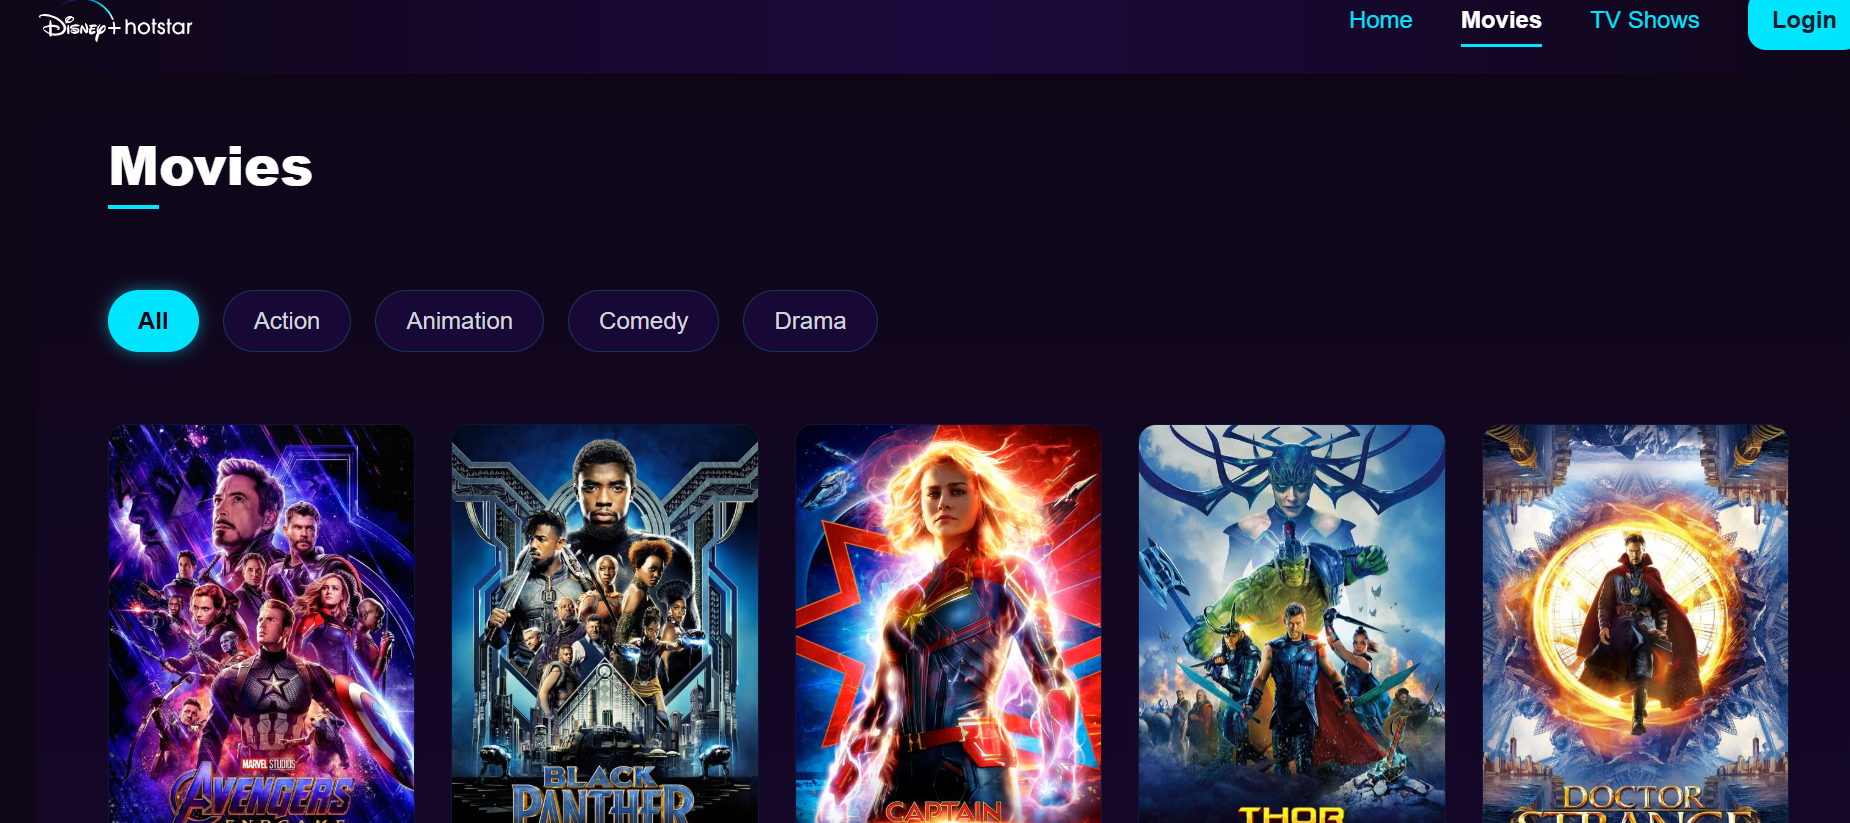 Disney+ hotstar
Home
Movies
TV Shows
Login
Movies
All
Action
Animation
Comedy
Drama
MARVEL STUDIOS
AVENGERS
ENDGAME
BLACK
PANTHER
CAPTAIN
THOR
DOCTOR
STRANGE